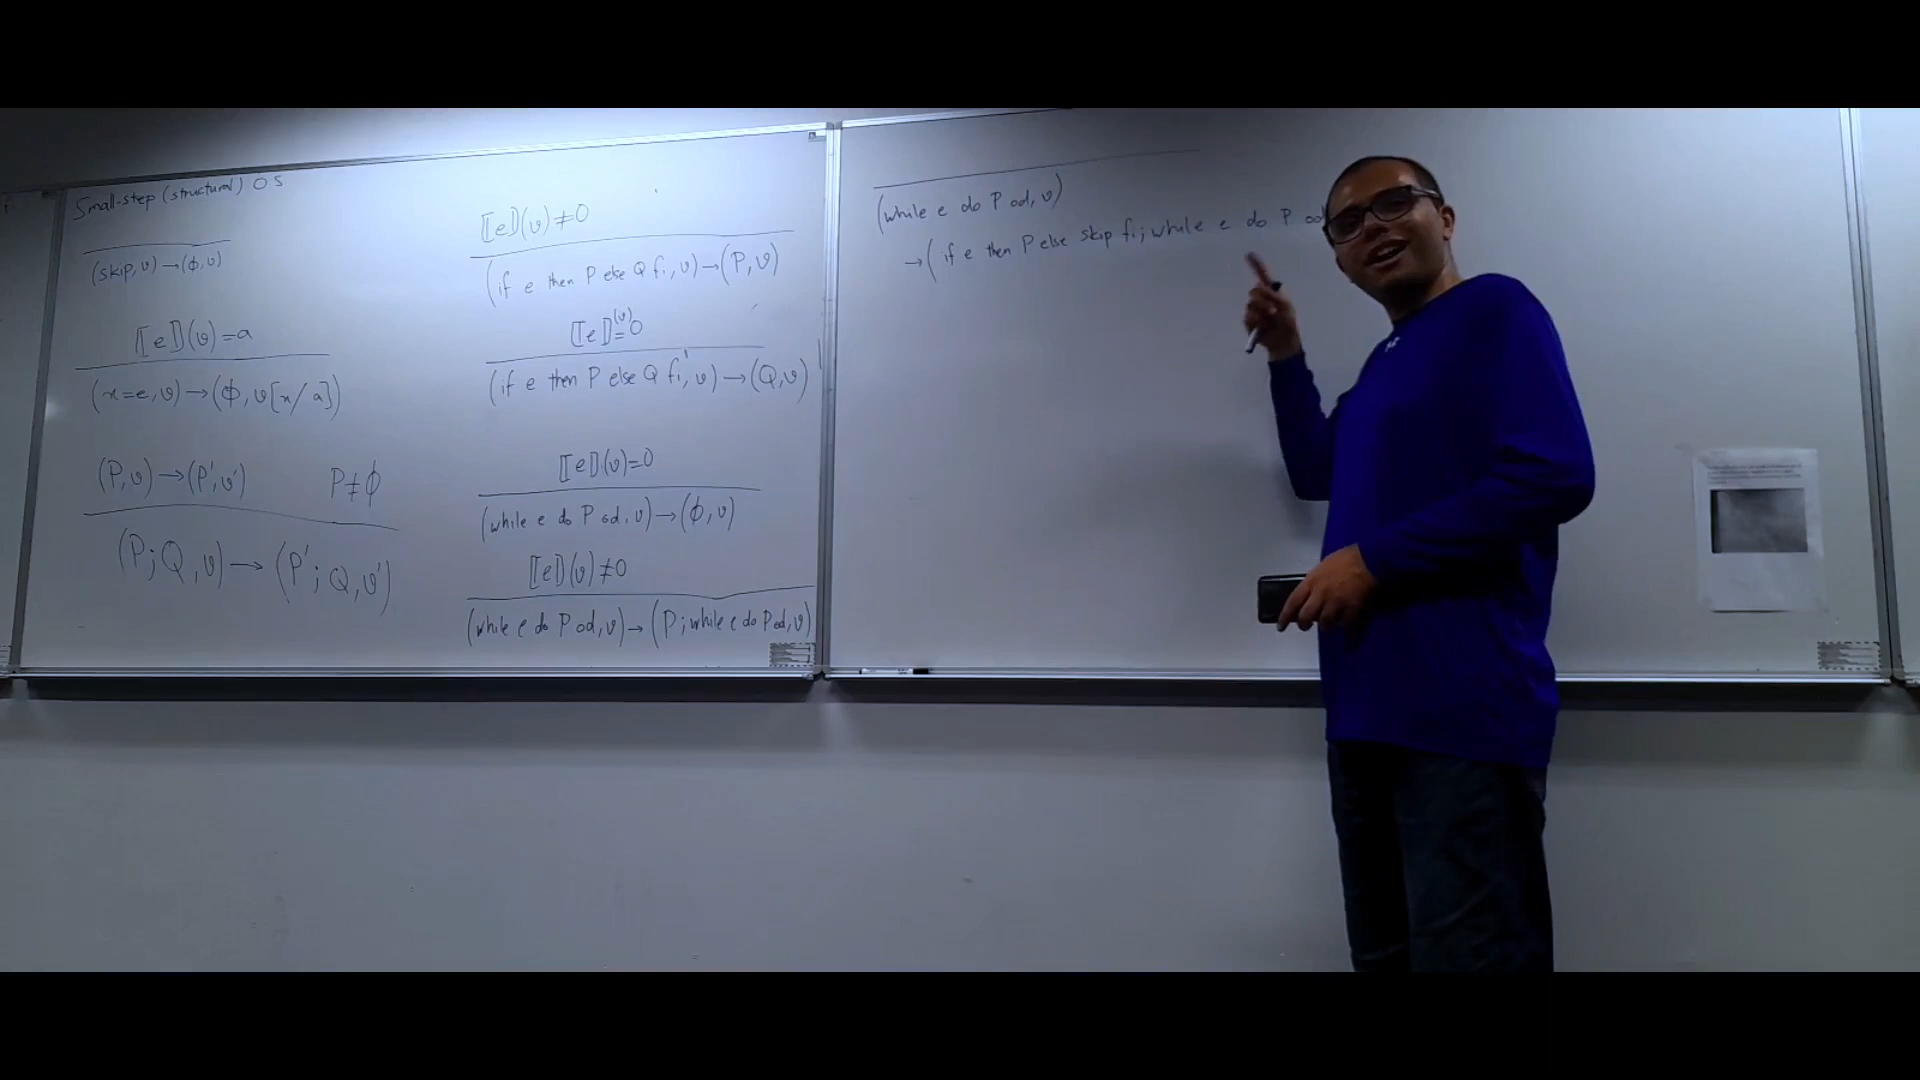 Small-step (structural) OS
(skip, v) → (ϕ, v)
⟦e⟧(v) = a
(x=e, v) → (ϕ, v[x/a])
(P, v) → (P', v') P ≠ ϕ
(P; Q, v) → (P'; Q, v')
⟦e⟧(v) ≠ 0
(if e then P else Q fi, v) → (P, v)
⟦e⟧(v) = 0
(if e then P else Q fi, v) → (Q, v)
⟦e⟧(v) = 0
(while e do P od, v) → (ϕ, v)
⟦e⟧(v) ≠ 0
(while e do P od, v) → (P; while e do P od, v)
(while e do P od, v)
→ (if e then P else skip fi; while e do P od